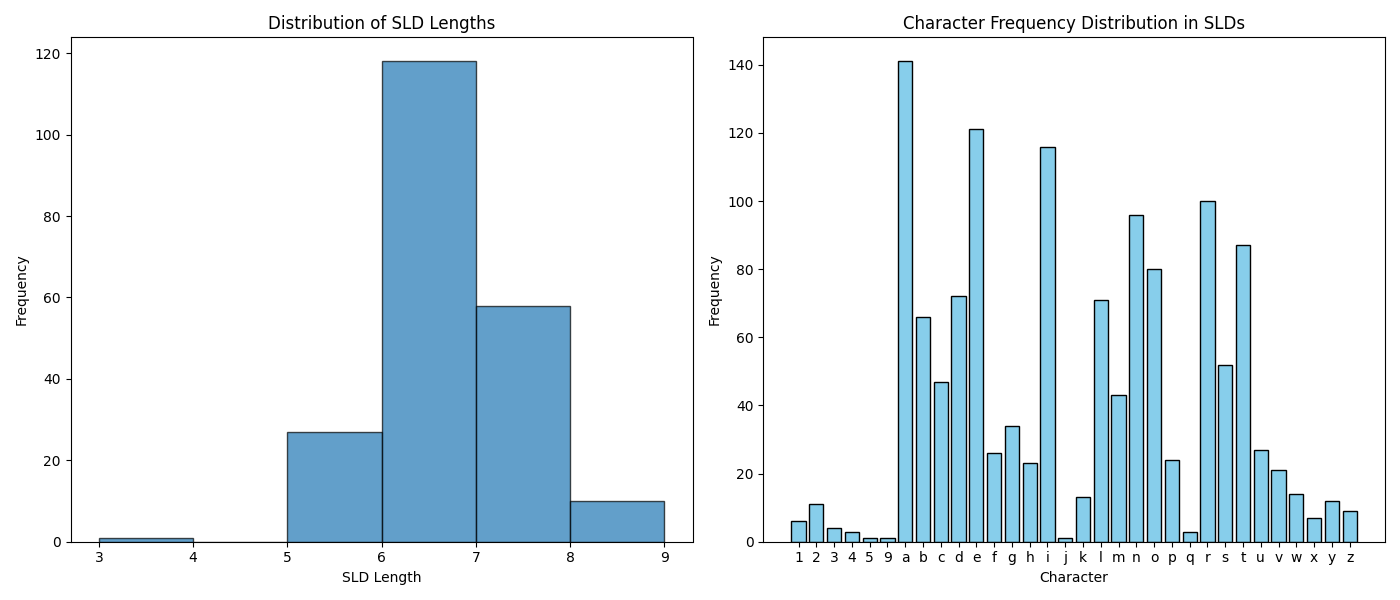 Distribution of SLD Lengths
120
100
80
60
40
20
0
Frequency
3 4 5 6 7 8 9
SLD Length
Character Frequency Distribution in SLDs
140
120
100
80
60
40
20
0
Frequency
1 2 3 4 5 9 a b c d e f g h i j k l m n o p q r s t u v w x y z
Character